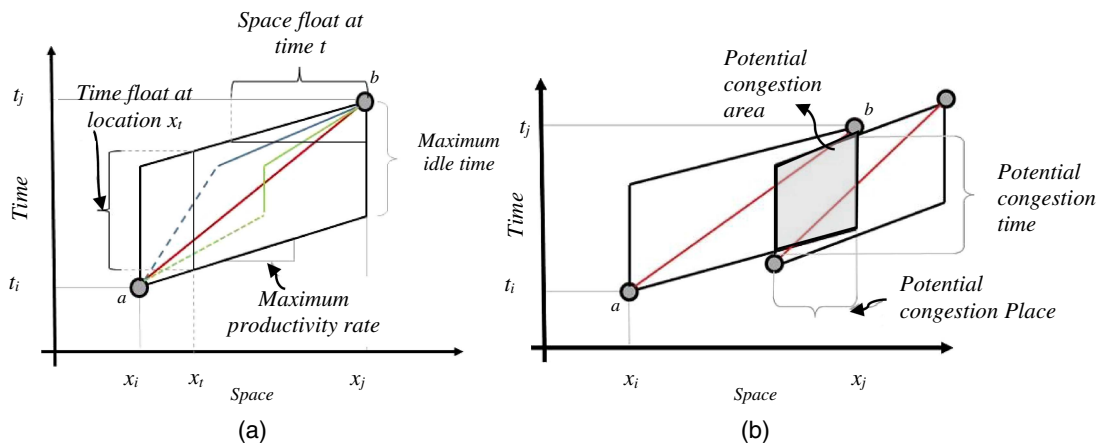 Space float at
time t
b
t_j
Time float at
location x_t
Maximum
idle time
Time
t_i
a
Maximum
productivity rate
x_i
x_t
x_j
Space
(a)
Potential
congestion
area
b
t_j
Potential
congestion
time
Time
t_i
a
Potential
congestion Place
x_i
x_j
Space
(b)